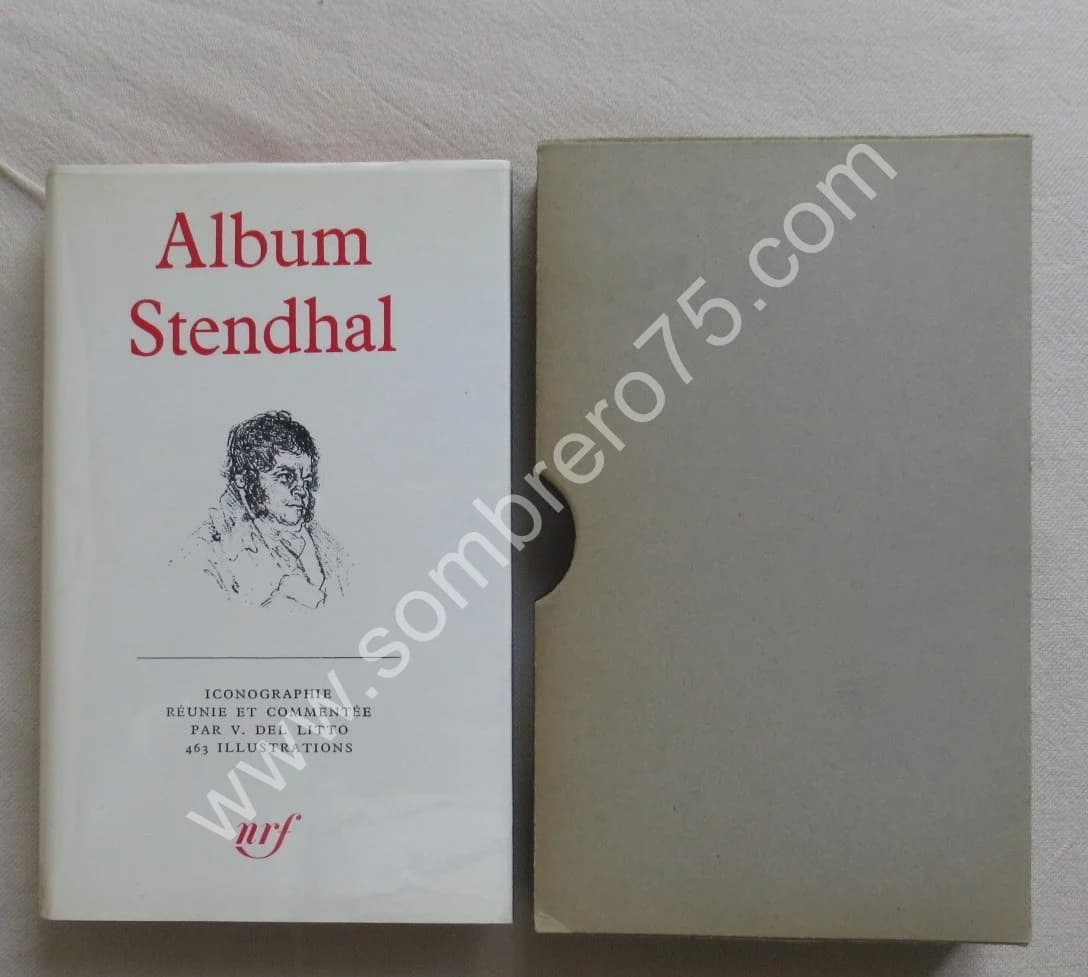 Album
Stendhal
ICONOGRAPHIE
RÉUNIE ET COMMENTÉE
PAR V. DEL LITTO
463 ILLUSTRATIONS
nrf
www.sombrero75.com